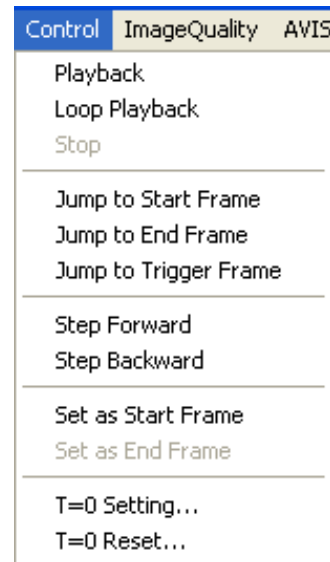 Control ImageQuality AVIS
Playback
Loop Playback
Stop
Jump to Start Frame
Jump to End Frame
Jump to Trigger Frame
Step Forward
Step Backward
Set as Start Frame
Set as End Frame
T=0 Setting...
T=0 Reset...